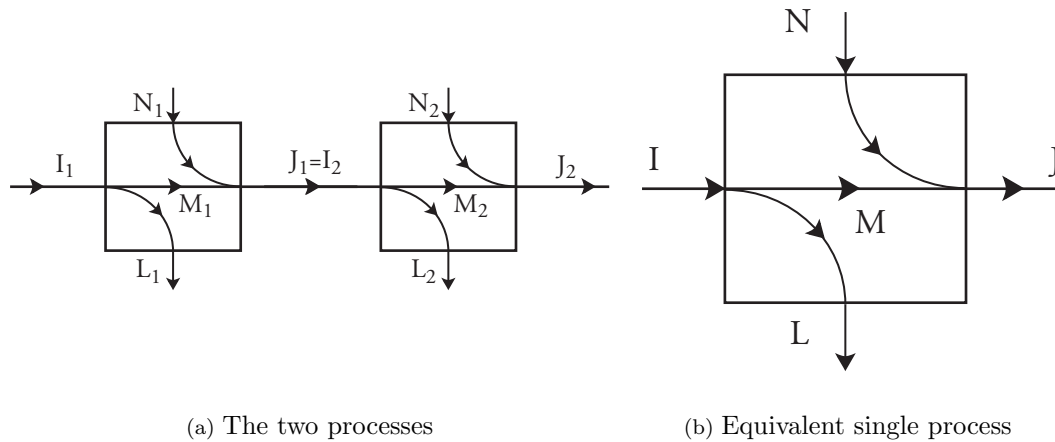 N₁
I₁
M₁
L₁
J₁=I₂
N₂
M₂
L₂
J₂
N
I
M
J
L
(a) The two processes
(b) Equivalent single process